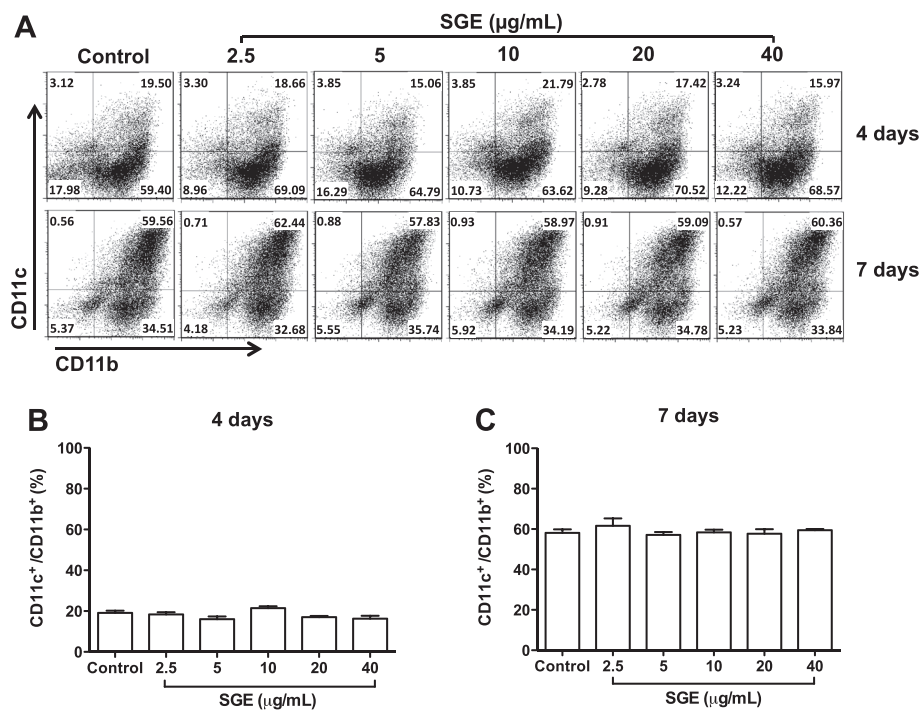 A
SGE (µg/mL)
Control 2.5 5 10 20 40
3.12 19.50 3.30 18.66 3.85 15.06 3.85 21.79 2.78 17.42 3.24 15.97
4 days
17.98 59.40 8.96 69.09 16.29 64.79 10.73 63.62 9.28 70.52 12.22 68.57
0.56 59.56 0.71 62.44 0.88 57.83 0.93 58.97 0.91 59.09 0.57 60.36
7 days
5.37 34.51 4.18 32.68 5.55 35.74 5.92 34.19 5.22 34.78 5.23 33.84
CD11c
CD11b
B
4 days
CD11c⁺/CD11b⁺ (%)
100
80
60
40
20
0
Control 2.5 5 10 20 40
SGE (µg/mL)
C
7 days
CD11c⁺/CD11b⁺ (%)
100
80
60
40
20
0
Control 2.5 5 10 20 40
SGE (µg/mL)